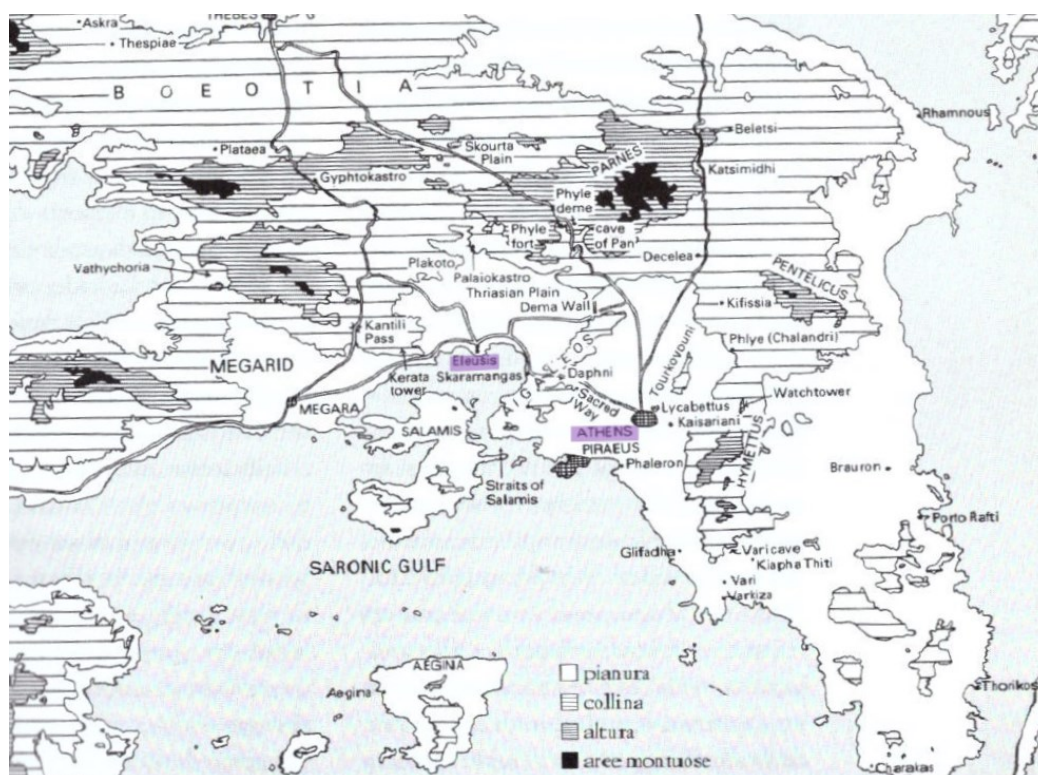 Askra
THEBES
Thespiae
BOEOTIA
Rhamnous
Beletsi
Plataea
Skourta
Plain
PARNES
Katsimidhi
Gyphtokastro
Phyle
deme
Phyle
fort
cave
of Pan
Vathychoria
Plakoto
Palaiokastro
Decelea
PENTELICUS
Thriasian Plain
Dema Wall
Kifissia
Kantili
Pass
Eleusis
Skaramangas
MEGARID
Kerata
tower
Daphni
Sacred
Way
Tourkovouni
Phlye (Chalandri)
Watchtower
MEGARA
SALAMIS
Lycabettus
Kaisariani
ATHENS
PIRAEUS
Phaleron
HYMETTUS
Brauron
Straits of
Salamis
Porto Rafti
Glifadha
Vari cave
Kiapha Thiti
SARONIC GULF
Vari
Varkiza
AEGINA
Aegina
Thorikos
pianura
collina
altura
aree montuose
Charakas